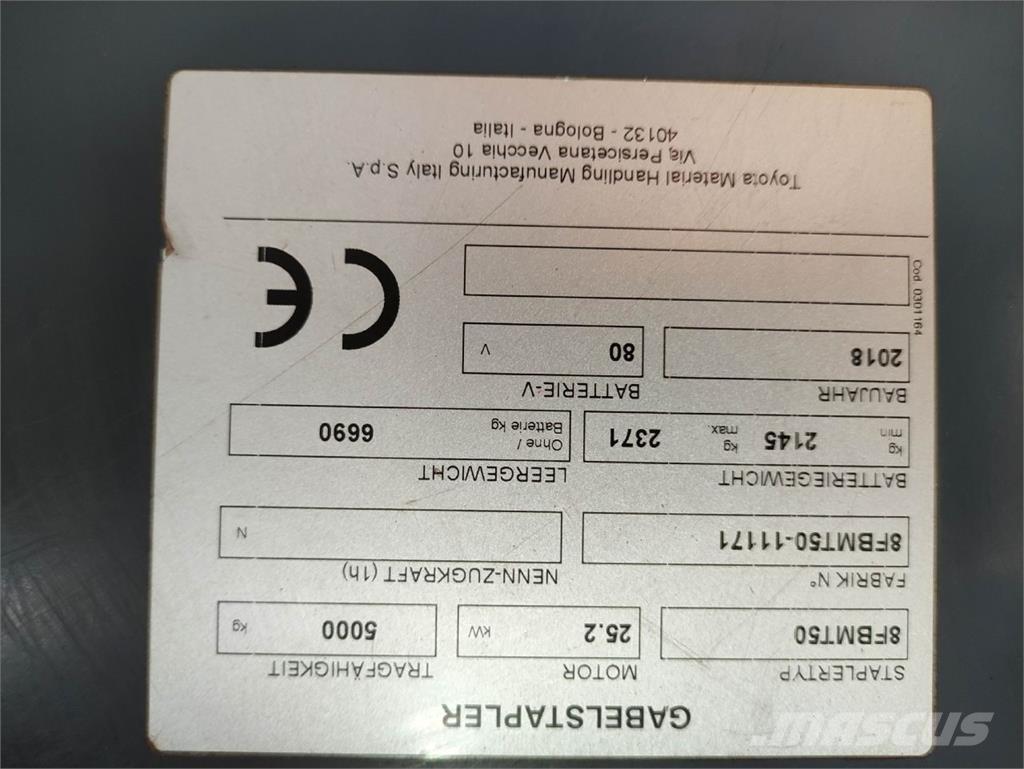 GABELSTAPLER
STAPLERTYP MOTOR TRAGFÄHIGKEIT
8FBMT50 25.2 kW 5000 kg
FABRIK N° NENN-ZUGKRAFT (1h)
8FBMT50-11171 N
BATTERIEGEWICHT LEERGEWICHT
kg min 2145 kg max. 2371 Ohne / Batterie kg 6690
BAUJAHR BATTERIE-V
2018 80 V
Cod. 0301164
CE
Toyota Material Handling Manufacturing Italy S.p.A.
Via Persicetana Vecchia 10
40132 - Bologna - Italia
mascus